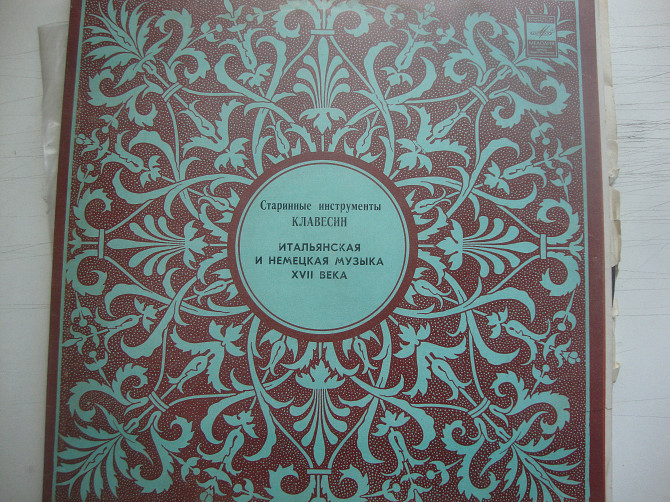 Старинные инструменты
КЛАВЕСИН
ИТАЛЬЯНСКАЯ
И НЕМЕЦКАЯ МУЗЫКА
XVII ВЕКА